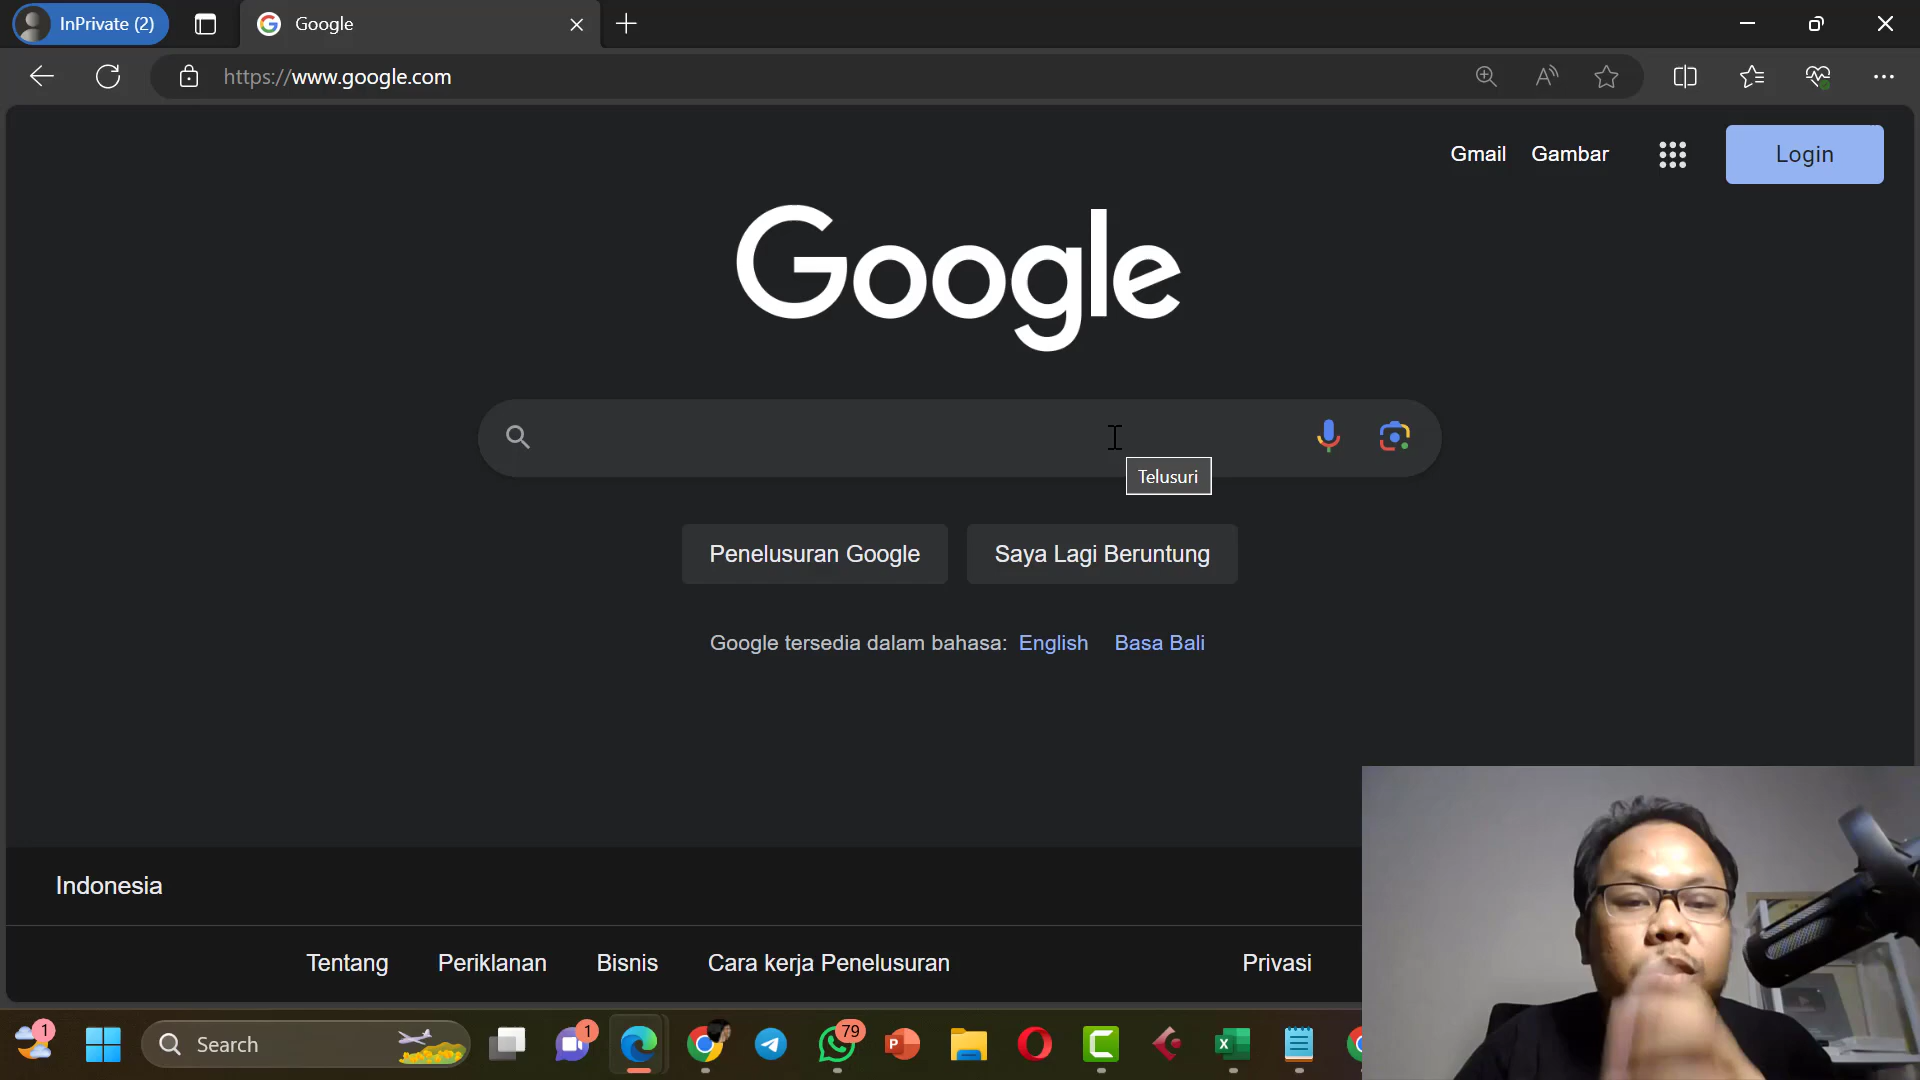 InPrivate (2)
Google
https://www.google.com
Gmail
Gambar
Login
Google
Telusuri
Penelusuran Google
Saya Lagi Beruntung
Google tersedia dalam bahasa: English Basa Bali
Indonesia
Tentang
Periklanan
Bisnis
Cara kerja Penelusuran
Privasi
1
Search
1
79